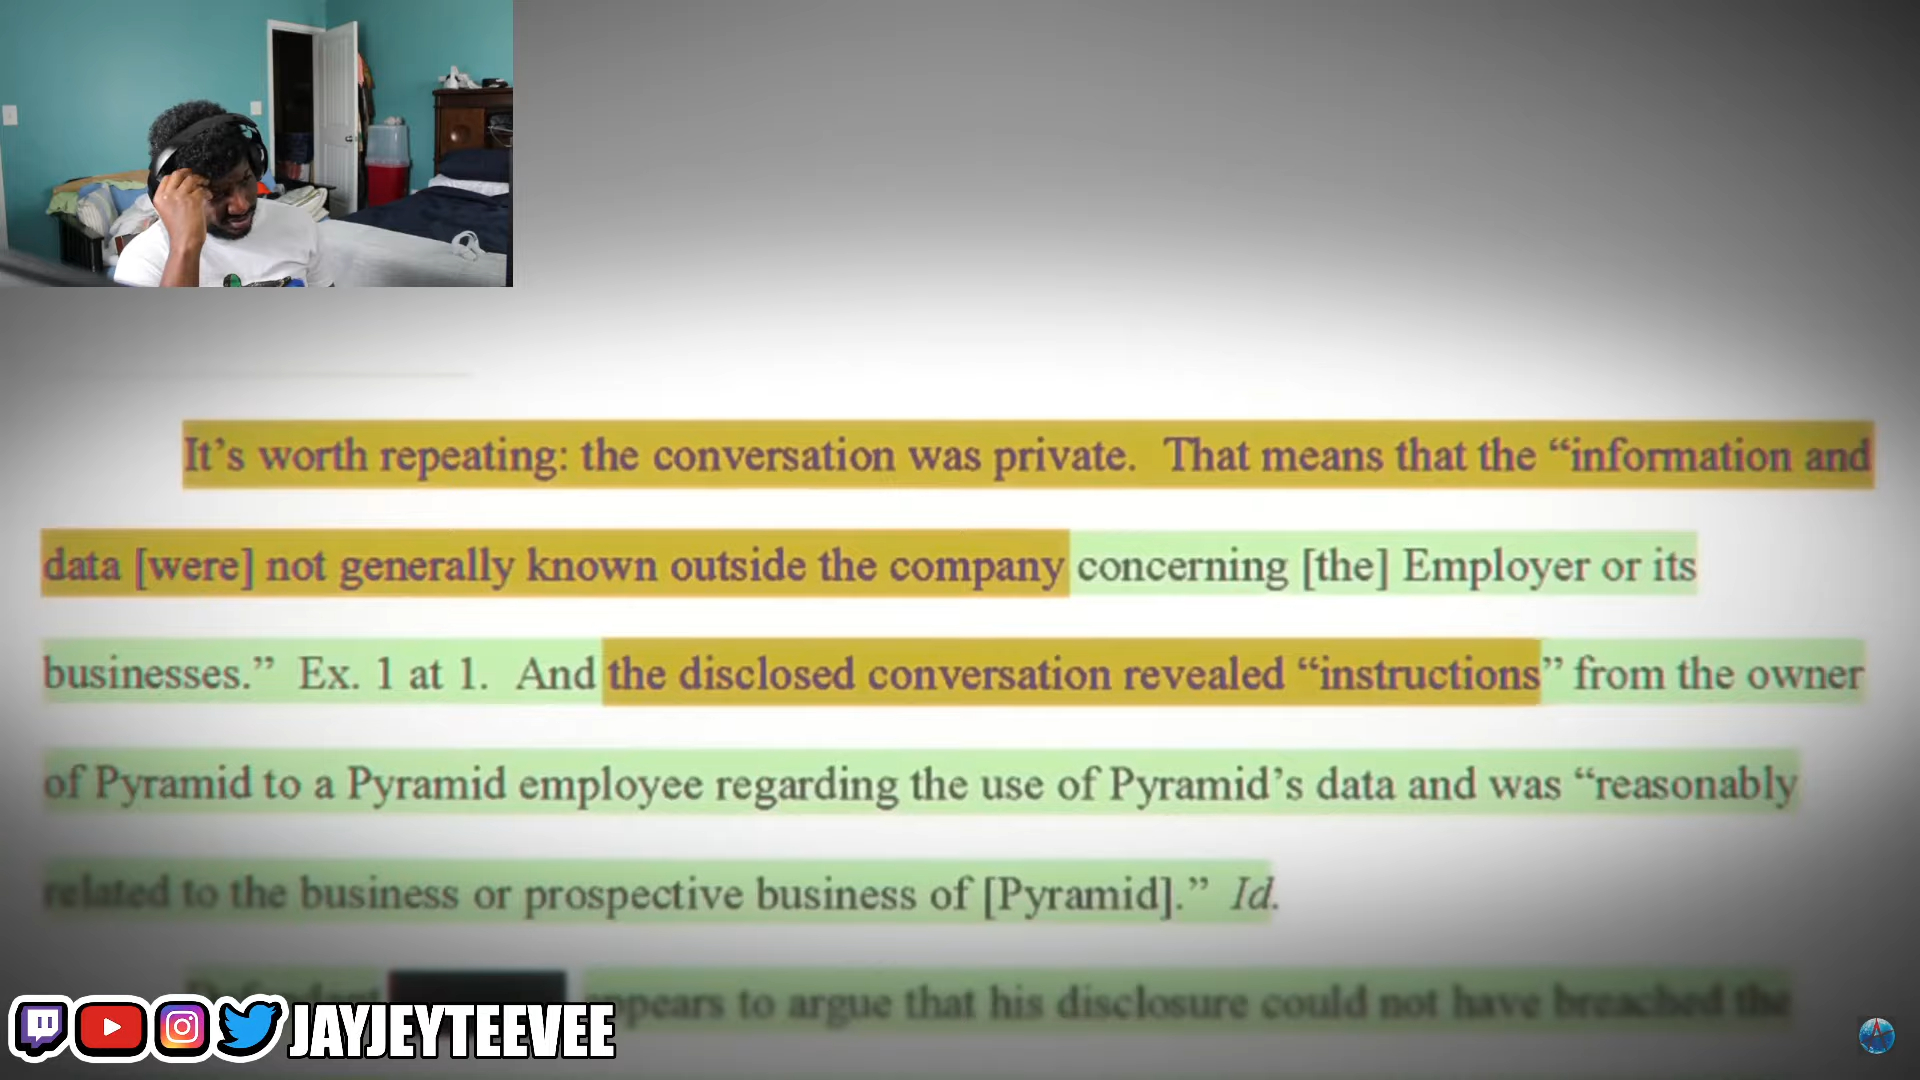 It’s worth repeating: the conversation was private. That means that the “information and
data [were] not generally known outside the company concerning [the] Employer or its
businesses.” Ex. 1 at 1. And the disclosed conversation revealed “instructions” from the owner
of Pyramid to a Pyramid employee regarding the use of Pyramid’s data and was “reasonably
related to the business or prospective business of [Pyramid].” Id.
to argue that his disclosure could not have breached the
JAYJEYTEEVEE